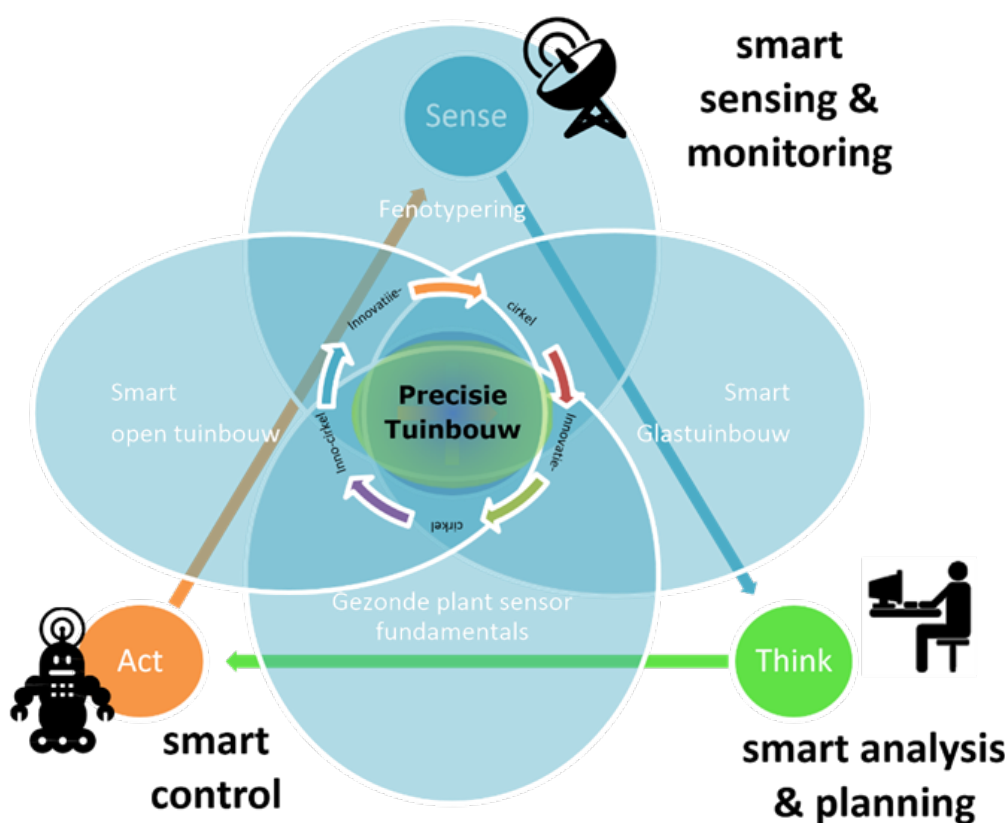 smart
sensing &
monitoring
Sense
Fenotypering
Innovatiie-
cirkel
Smart
open tuinbouw
Precisie
Tuinbouw
Smart
Glastuinbouw
Inno-cirkel
Innovatie-
cirkel
Gezonde plant sensor
fundamentals
Act
Think
smart
control
smart analysis
& planning